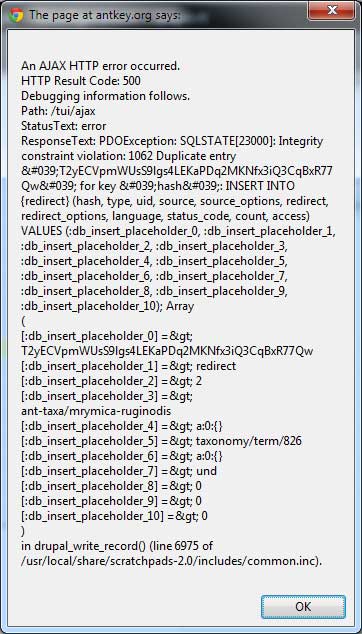 The page at antkey.org says:
An AJAX HTTP error occurred.
HTTP Result Code: 500
Debugging information follows.
Path: /tui/ajax
StatusText: error
ResponseText: PDOException: SQLSTATE[23000]: Integrity
constraint violation: 1062 Duplicate entry
&#039;T2yECVpmWUsS9Igs4LEKaPDq2MKNfx3iQ3CqBxR77
Qw&#039; for key &#039;hash&#039;: INSERT INTO
{redirect} (hash, type, uid, source, source_options, redirect,
redirect_options, language, status_code, count, access)
VALUES (:db_insert_placeholder_0, :db_insert_placeholder_1,
:db_insert_placeholder_2, :db_insert_placeholder_3,
:db_insert_placeholder_4, :db_insert_placeholder_5,
:db_insert_placeholder_6, :db_insert_placeholder_7,
:db_insert_placeholder_8, :db_insert_placeholder_9,
:db_insert_placeholder_10); Array
(
[:db_insert_placeholder_0] =&gt;
T2yECVpmWUsS9Igs4LEKaPDq2MKNfx3iQ3CqBxR77Qw
[:db_insert_placeholder_1] =&gt; redirect
[:db_insert_placeholder_2] =&gt; 2
[:db_insert_placeholder_3] =&gt;
ant-taxa/mrymica-ruginodis
[:db_insert_placeholder_4] =&gt; a:0:{}
[:db_insert_placeholder_5] =&gt; taxonomy/term/826
[:db_insert_placeholder_6] =&gt; a:0:{}
[:db_insert_placeholder_7] =&gt; und
[:db_insert_placeholder_8] =&gt; 0
[:db_insert_placeholder_9] =&gt; 0
[:db_insert_placeholder_10] =&gt; 0
)
in drupal_write_record() (line 6975 of
/usr/local/share/scratchpads-2.0/includes/common.inc).
OK